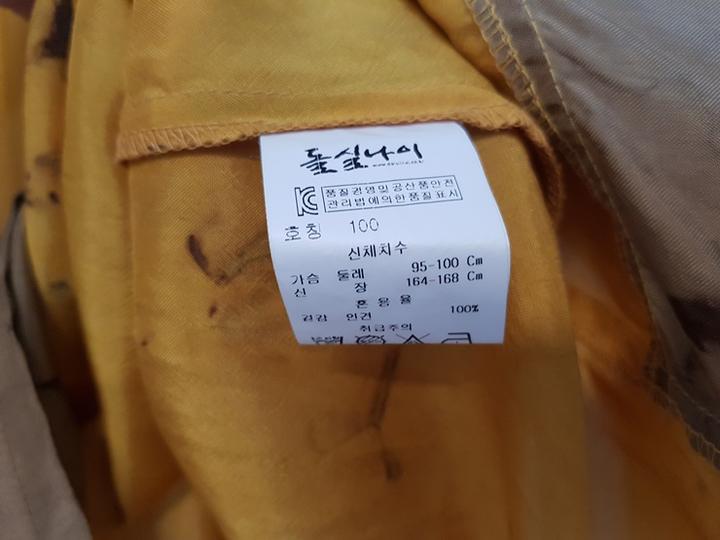 돌실나이
품질경영및공산품안전
관리법에의한품질표시
호칭 100
신체치수
가슴 둘레 95-100 Cm
신 장 164-168 Cm
혼 용 율
겉감 인견 100%
취급주의